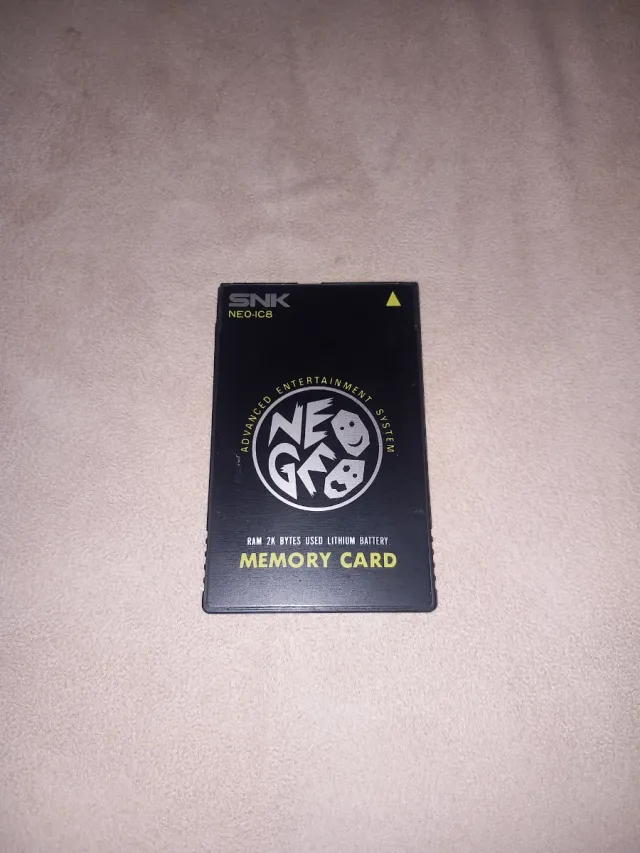 SNK
NEO-IC8
ADVANCED ENTERTAINMENT SYSTEM
NEO
GEO
RAM 2K BYTES USED LITHIUM BATTERY
MEMORY CARD